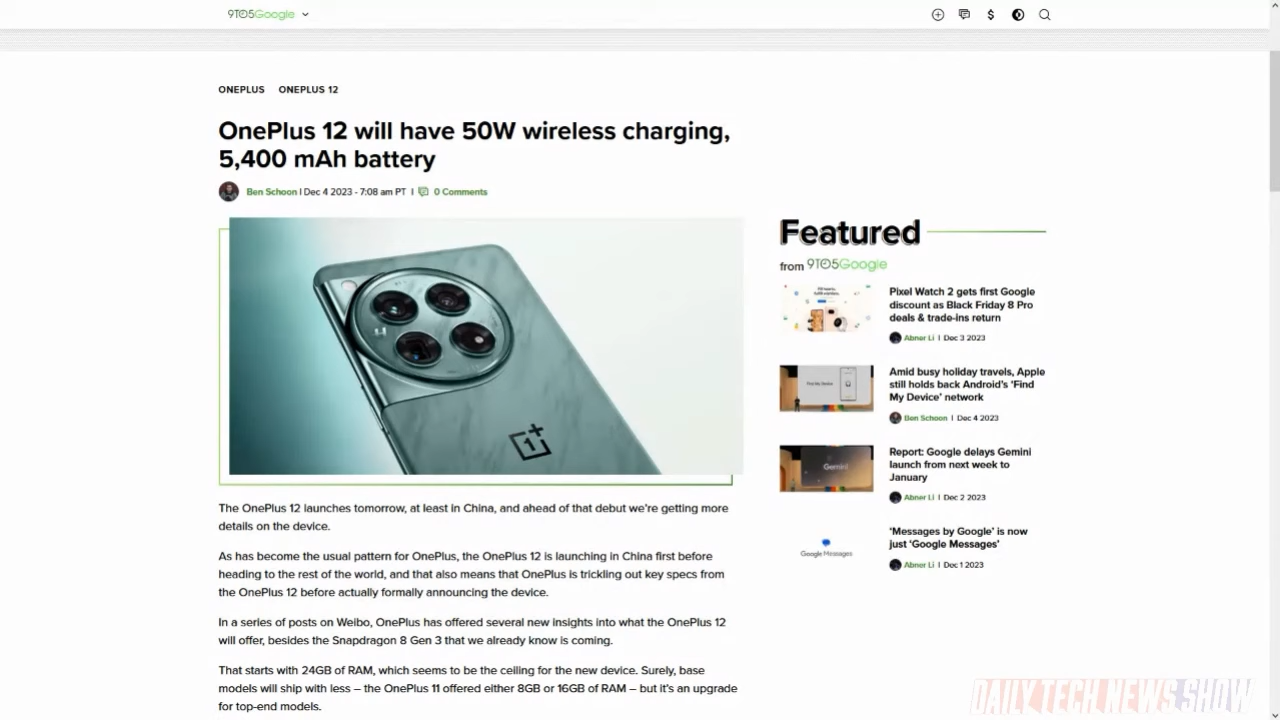 9TO5Google
ONEPLUS ONEPLUS 12
OnePlus 12 will have 50W wireless charging,
5,400 mAh battery
Ben Schoon | Dec 4 2023 - 7:08 am PT | 0 Comments
The OnePlus 12 launches tomorrow, at least in China, and ahead of that debut we're getting more
details on the device.
As has become the usual pattern for OnePlus, the OnePlus 12 is launching in China first before
heading to the rest of the world, and that also means that OnePlus is trickling out key specs from
the OnePlus 12 before actually formally announcing the device.
In a series of posts on Weibo, OnePlus has offered several new insights into what the OnePlus 12
will offer, besides the Snapdragon 8 Gen 3 that we already know is coming.
That starts with 24GB of RAM, which seems to be the ceiling for the new device. Surely, base
models will ship with less – the OnePlus 11 offered either 8GB or 16GB of RAM – but it's an upgrade
for top-end models.
Featured
from 9TO5Google
Pixel Watch 2 gets first Google
discount as Black Friday 8 Pro
deals & trade-ins return
Abner Li | Dec 3 2023
Find My Device
Amid busy holiday travels, Apple
still holds back Android's 'Find
My Device' network
Ben Schoon | Dec 4 2023
Gemini
Report: Google delays Gemini
launch from next week to
January
Abner Li | Dec 2 2023
Google Messages
'Messages by Google' is now
just 'Google Messages'
Abner Li | Dec 1 2023
DAILY TECH NEWS SHOW